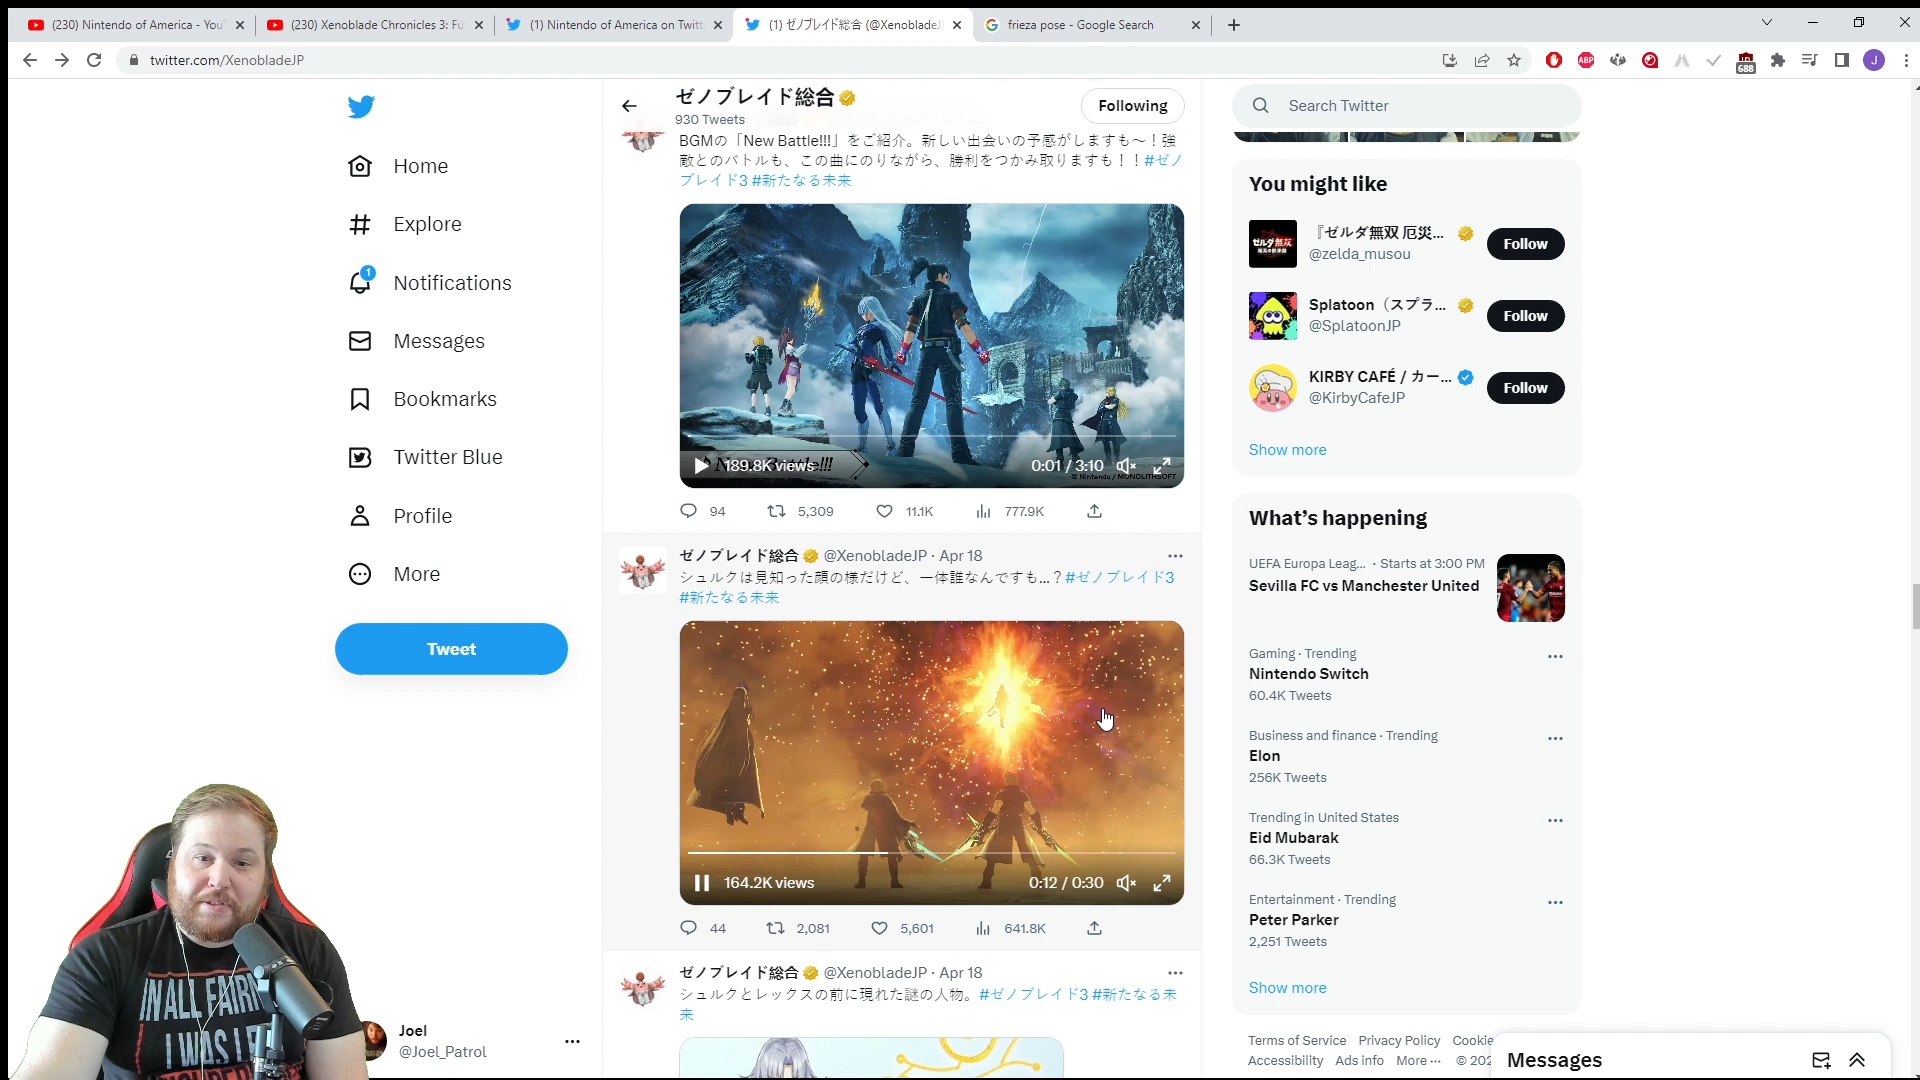 (230) Nintendo of America - You
(230) Xenoblade Chronicles 3: Fu
(1) Nintendo of America on Twitt
(1) ゼノブレイド総合 (@XenobladeJ
frieza pose - Google Search
twitter.com/XenobladeJP
ABP
688
J
Home
Explore
1
Notifications
Messages
Bookmarks
Twitter Blue
Profile
More
Tweet
Joel
@Joel_Patrol
IN ALL FAIRN
I WAS LE
ゼノブレイド総合
930 Tweets
Following
BGMの「New Battle!!!」をご紹介。新しい出会いの予感がしますも～！強
敵とのバトルも、この曲にのりながら、勝利をつかみ取りますも！！#ゼノ
ブレイド3 #新たなる未来
New Battle!!!
189.8K views
0:01 / 3:10
© Nintendo / MONOLITHSOFT
94 5,309 11.1K 777.9K
ゼノブレイド総合 @XenobladeJP · Apr 18
シュルクは見知った顔の様だけど、一体誰なんですも…？#ゼノブレイド3
#新たなる未来
164.2K views
0:12 / 0:30
44 2,081 5,601 641.8K
ゼノブレイド総合 @XenobladeJP · Apr 18
シュルクとレックスの前に現れた謎の人物。#ゼノブレイド3 #新たなる未
来
Search Twitter
You might like
『ゼルダ無双 厄災...
@zelda_musou
Follow
Splatoon（スプラ...
@SplatoonJP
Follow
KIRBY CAFÉ / カー...
@KirbyCafeJP
Follow
Show more
What's happening
UEFA Europa Leag... · Starts at 3:00 PM
Sevilla FC vs Manchester United
Gaming · Trending
Nintendo Switch
60.4K Tweets
Business and finance · Trending
Elon
256K Tweets
Trending in United States
Eid Mubarak
66.3K Tweets
Entertainment · Trending
Peter Parker
2,251 Tweets
Show more
Terms of Service Privacy Policy Cookie
Accessibility Ads info More ··· © 202
Messages